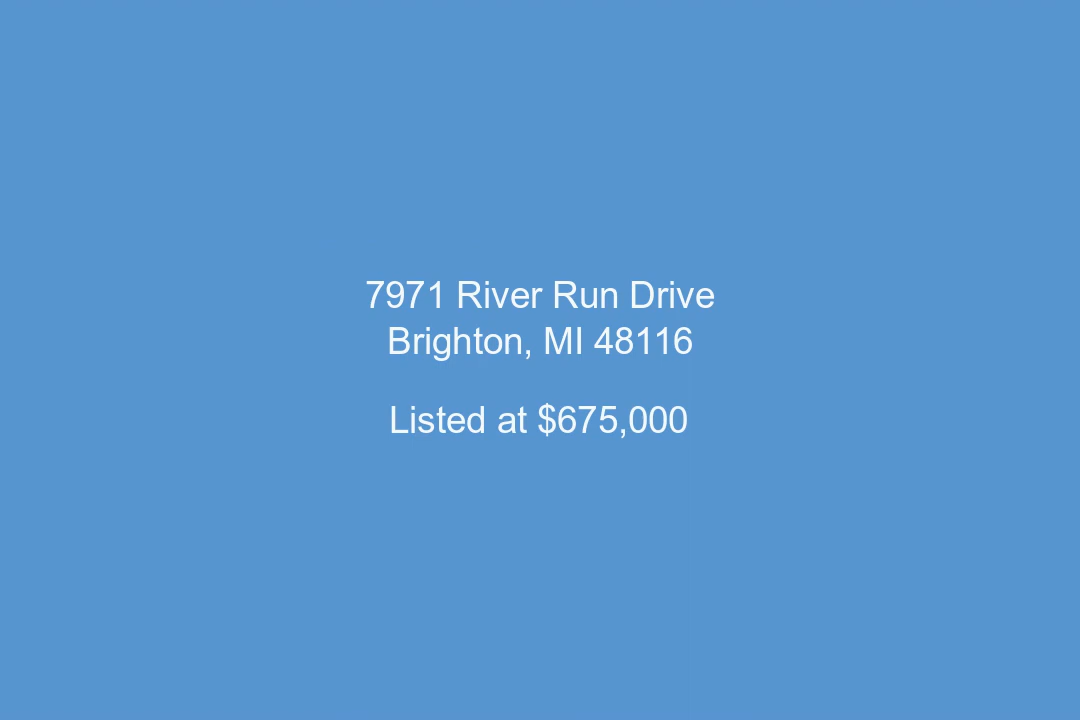 7971 River Run Drive
Brighton, MI 48116
Listed at $675,000